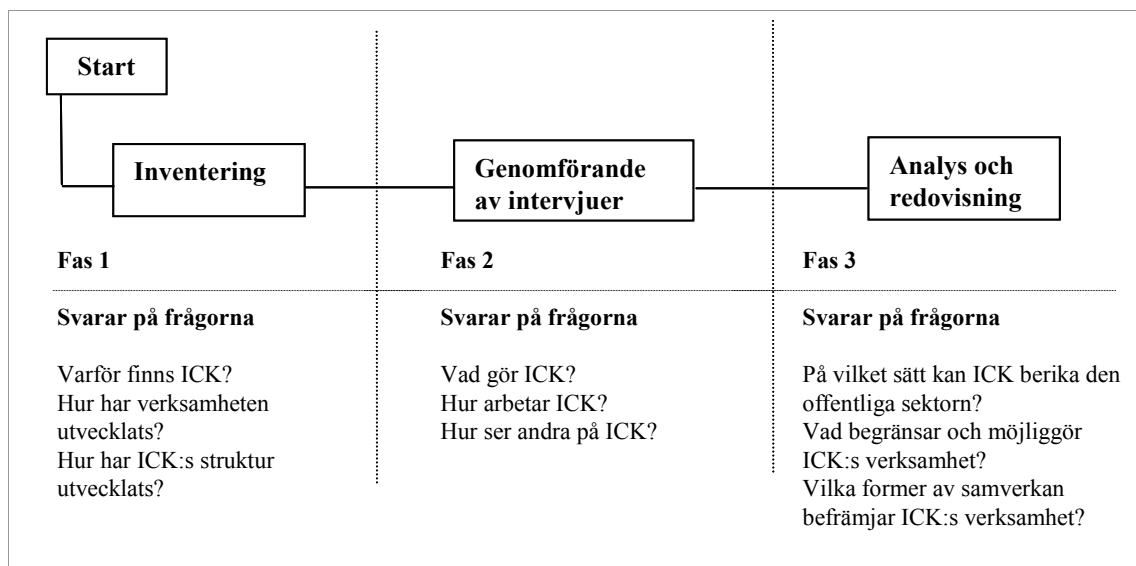 Start
Inventering
Genomförande
av intervjuer
Analys och
redovisning
Fas 1
Svarar på frågorna
Varför finns ICK?
Hur har verksamheten
utvecklats?
Hur har ICK:s struktur
utvecklats?
Fas 2
Svarar på frågorna
Vad gör ICK?
Hur arbetar ICK?
Hur ser andra på ICK?
Fas 3
Svarar på frågorna
På vilket sätt kan ICK berika den
offentliga sektorn?
Vad begränsar och möjliggör
ICK:s verksamhet?
Vilka former av samverkan
befrämjar ICK:s verksamhet?